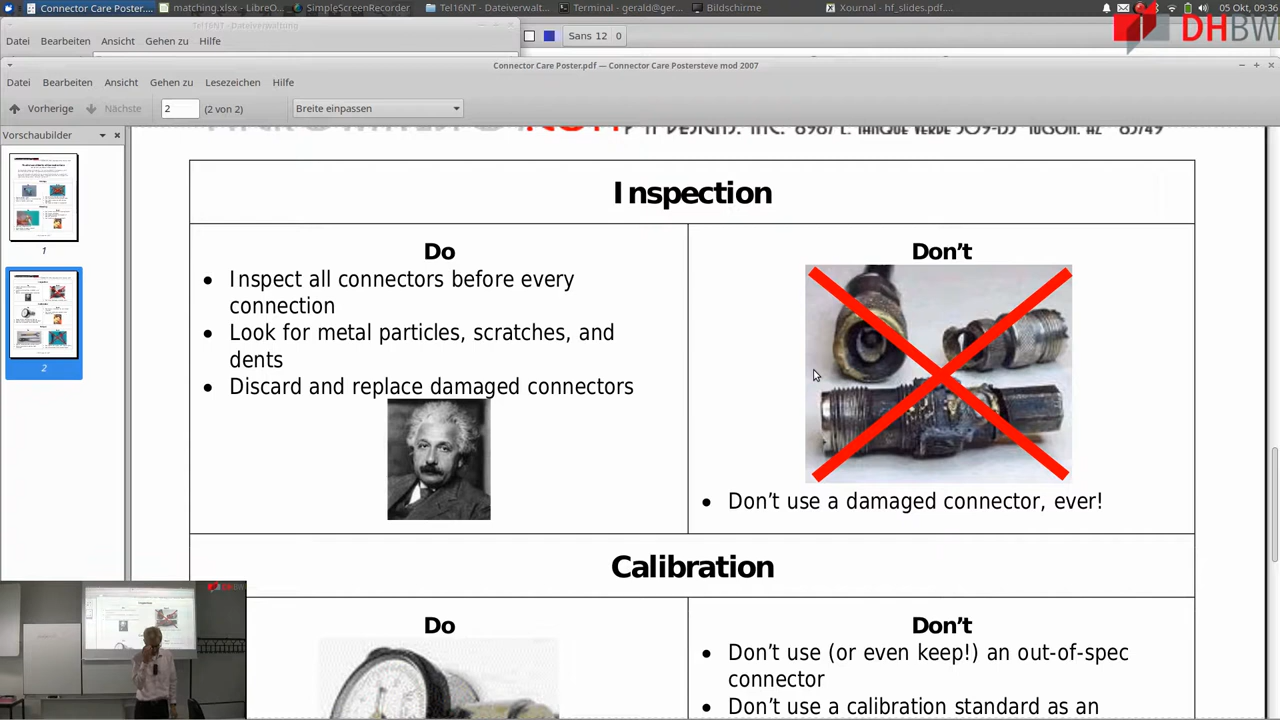 Connector Care Poster....
matching.xlsx - LibreO...
SimpleScreenRecorder
Tel16NT - Dateiverwalt...
Terminal - gerald@ger...
Bildschirme
Xournal - hf_slides.pdf...
05 Okt, 09:36
Tel16NT - Dateiverwaltung
Datei Bearbeiten Ansicht Gehen zu Hilfe
Sans 12 0
DHBW
Connector Care Poster.pdf — Connector Care Postersteve mod 2007
Datei Bearbeiten Ansicht Gehen zu Lesezeichen Hilfe
Vorherige Nächste 2 (2 von 2) Breite einpassen
Vorschaubilder
1
2
Inspection
Do
• Inspect all connectors before every
connection
• Look for metal particles, scratches, and
dents
• Discard and replace damaged connectors
Don't
• Don't use a damaged connector, ever!
Calibration
Do
Don't
• Don't use (or even keep!) an out-of-spec
connector
• Don't use a calibration standard as an
DHBW